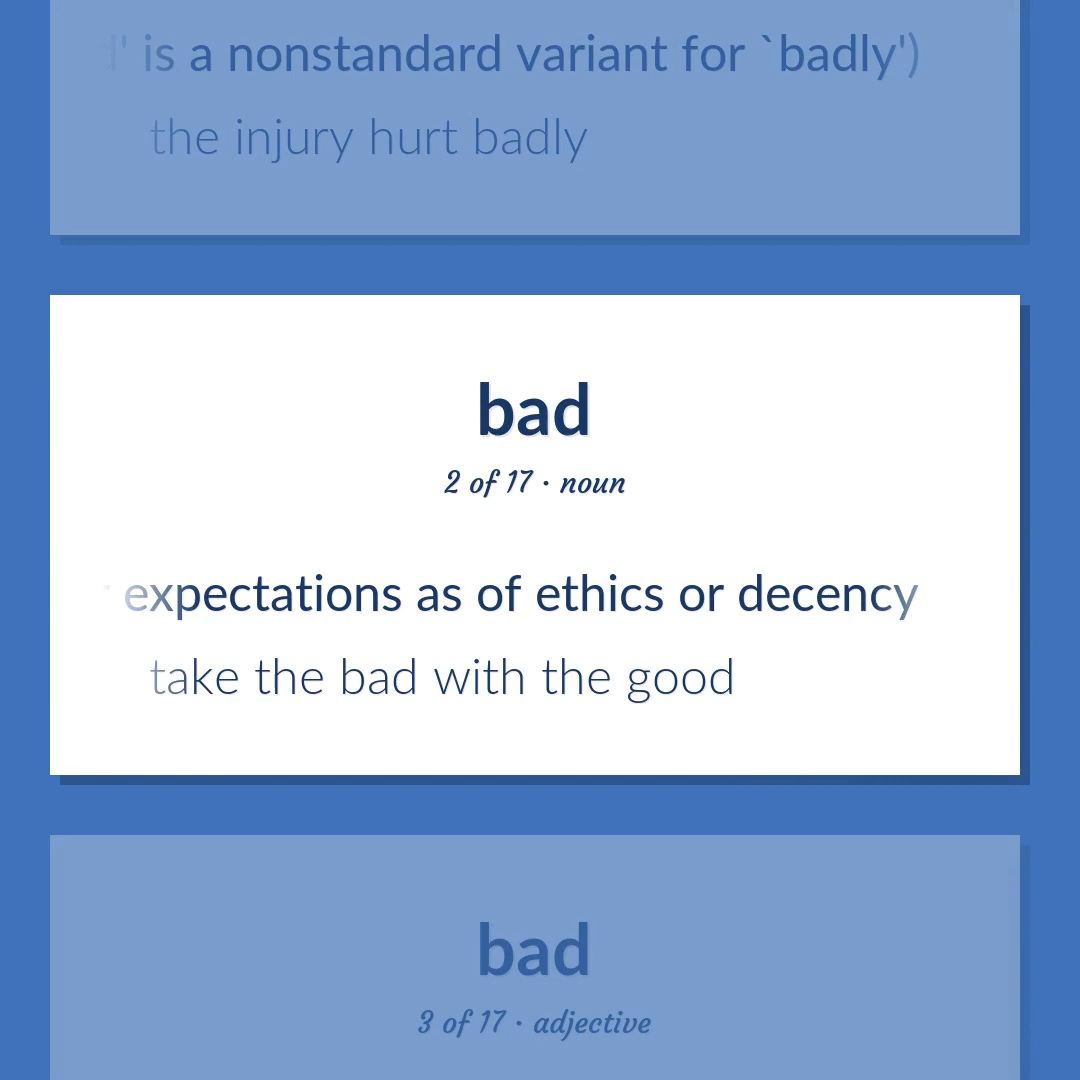 is a nonstandard variant for `badly')
the injury hurt badly
bad
2 of 17 · noun
expectations as of ethics or decency
take the bad with the good
bad
3 of 17 · adjective